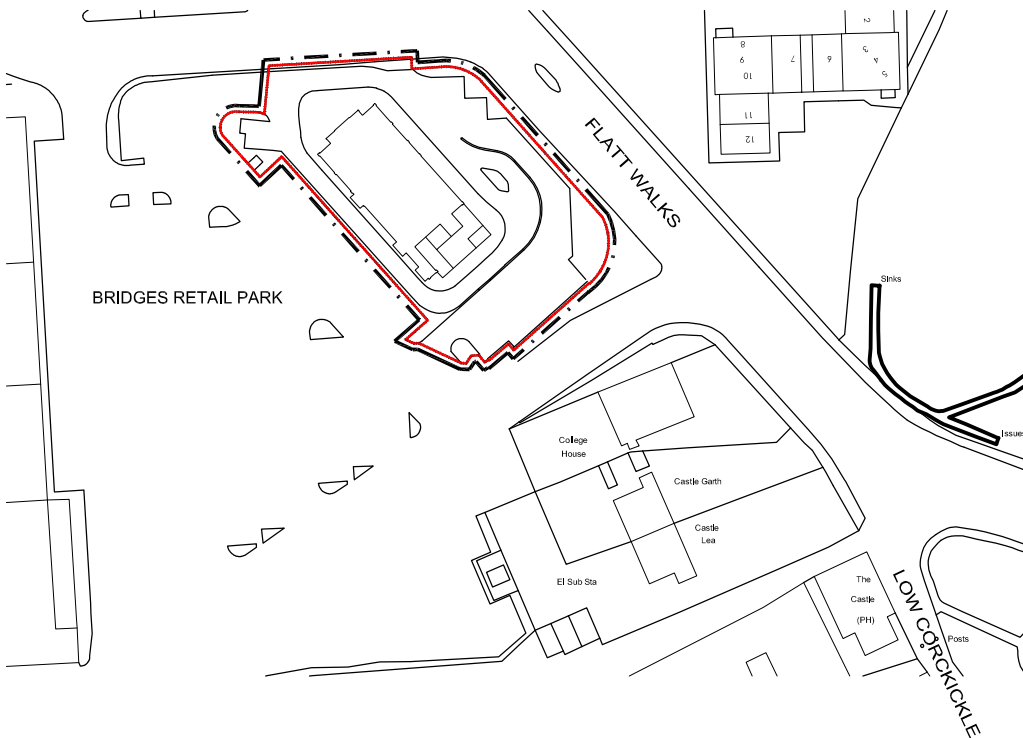 2
8
9
10
7
6
3
4
5
11
12
FLATT WALKS
Sinks
BRIDGES RETAIL PARK
Issues
College
House
Castle Garth
Castle
Lea
El Sub Sta
The
Castle
(PH)
LOW CORCKICKLE
Posts